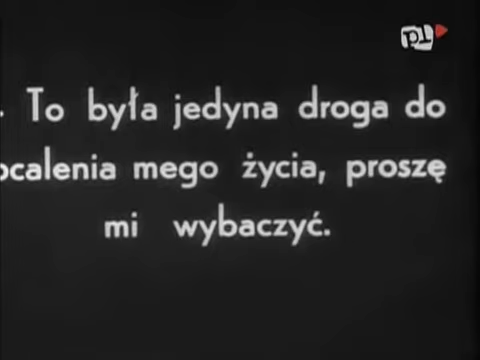 - To była jedyna droga do
ocalenia mego życia, proszę
mi wybaczyć.